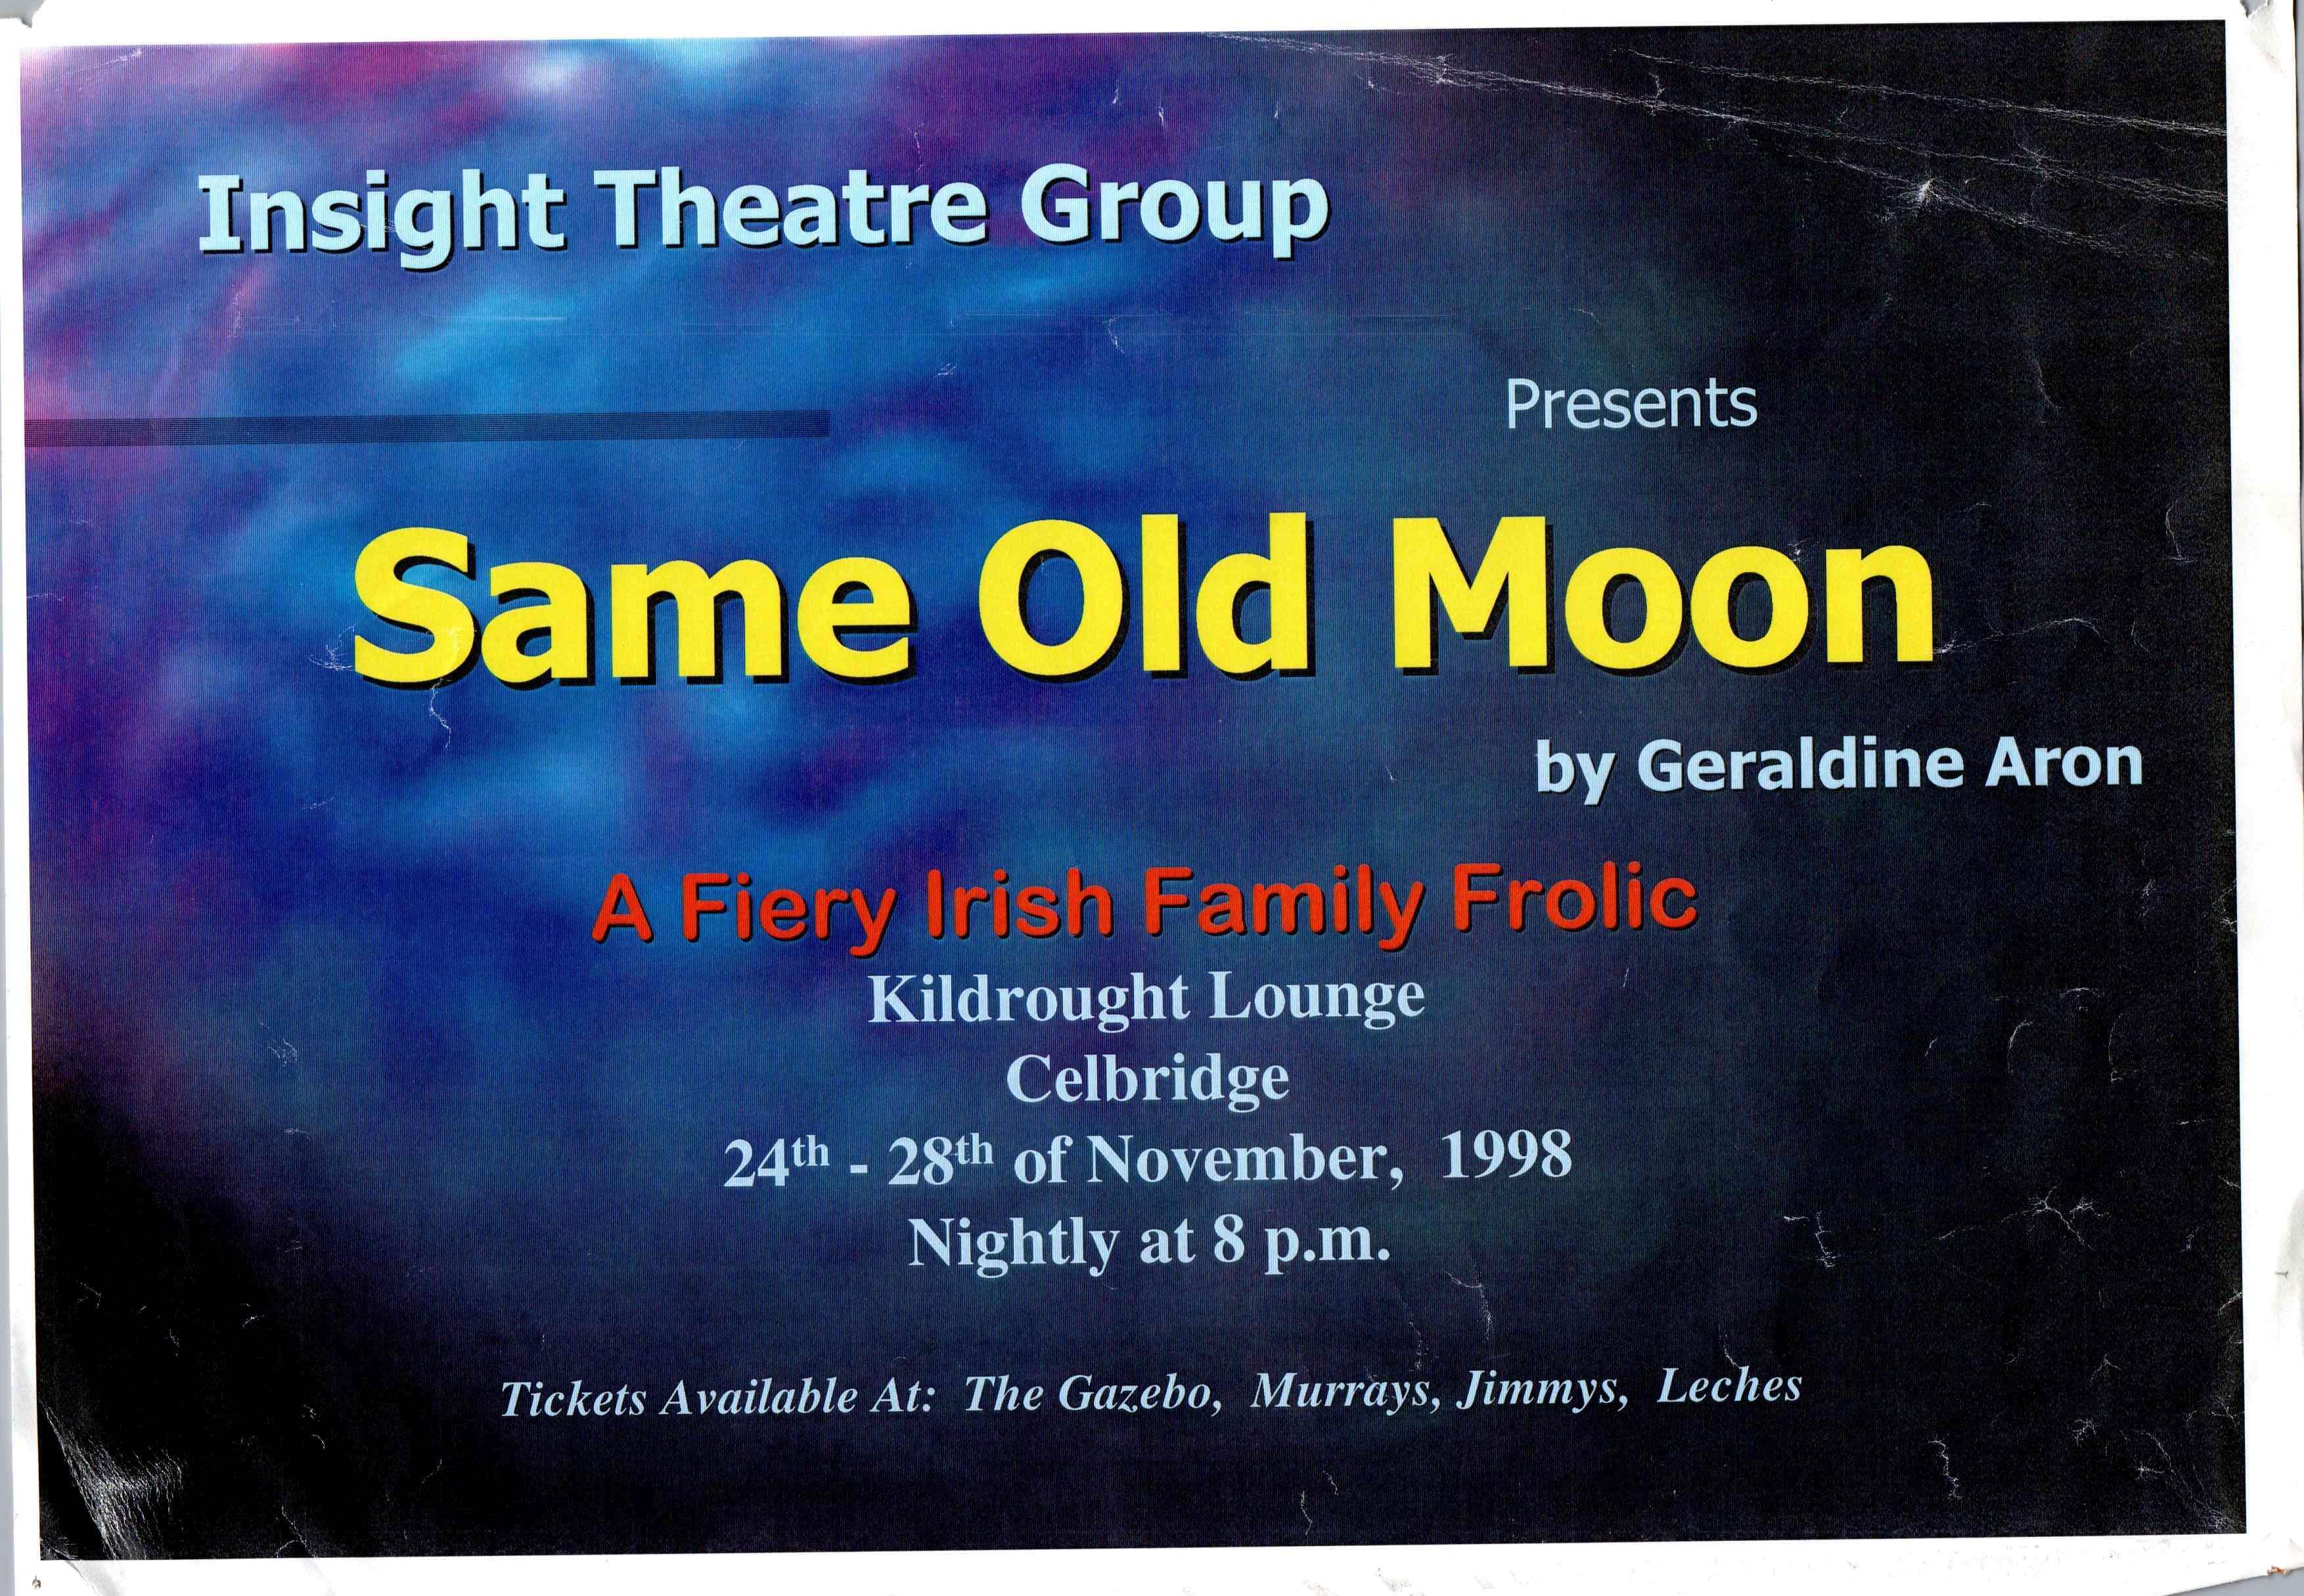 Insight Theatre Group
Presents
Same Old Moon
by Geraldine Aron
A Fiery Irish Family Frolic
Kildrought Lounge
Celbridge
24th - 28th of November, 1998
Nightly at 8 p.m.
Tickets Available At: The Gazebo, Murrays, Jimmys, Leches